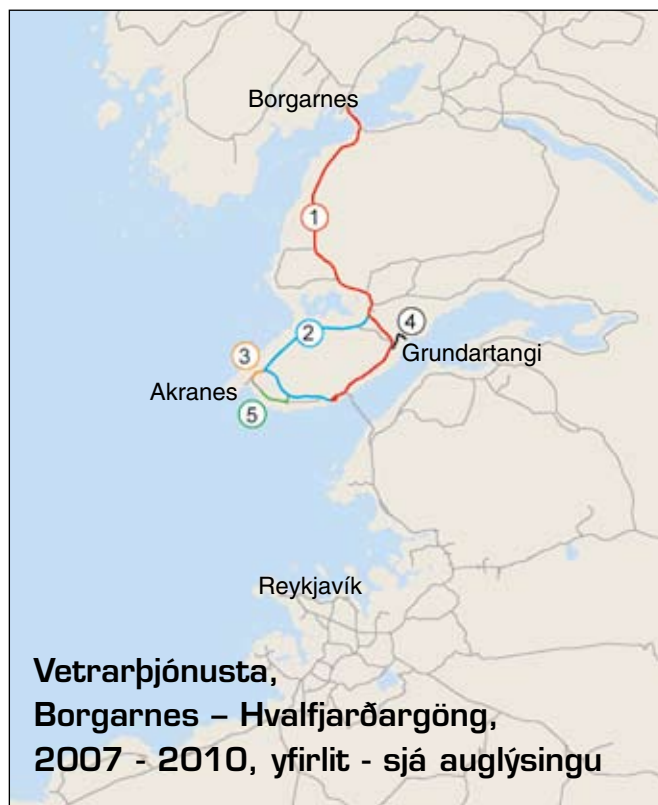 Borgarnes
1
4
2
Grundartangi
3
Akranes
5
Reykjavík
Vetrarþjónusta,
Borgarnes – Hvalfjarðargöng,
2007 - 2010, yfirlit - sjá auglýsingu